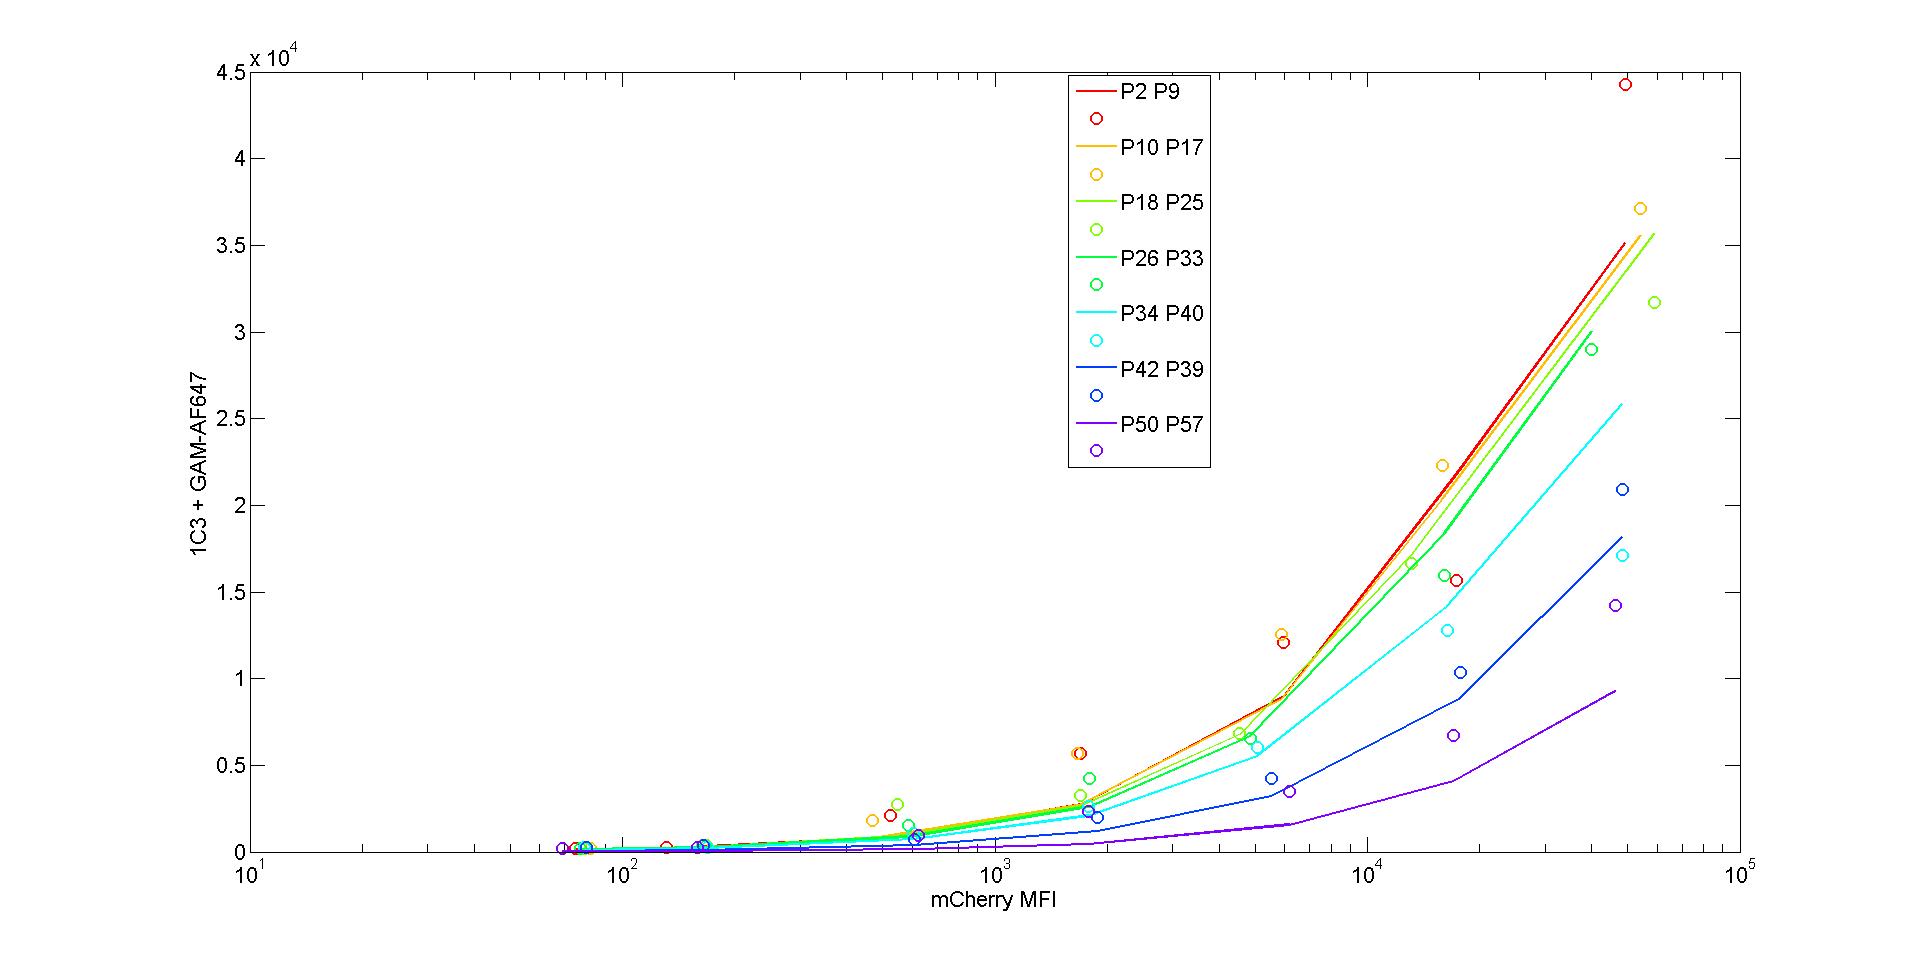 x 10^4
4.5
4
3.5
3
2.5
2
1.5
1
0.5
0
1C3 + GAM-AF647
P2 P9
P10 P17
P18 P25
P26 P33
P34 P40
P42 P39
P50 P57
10^1 10^2 10^3 10^4 10^5
mCherry MFI